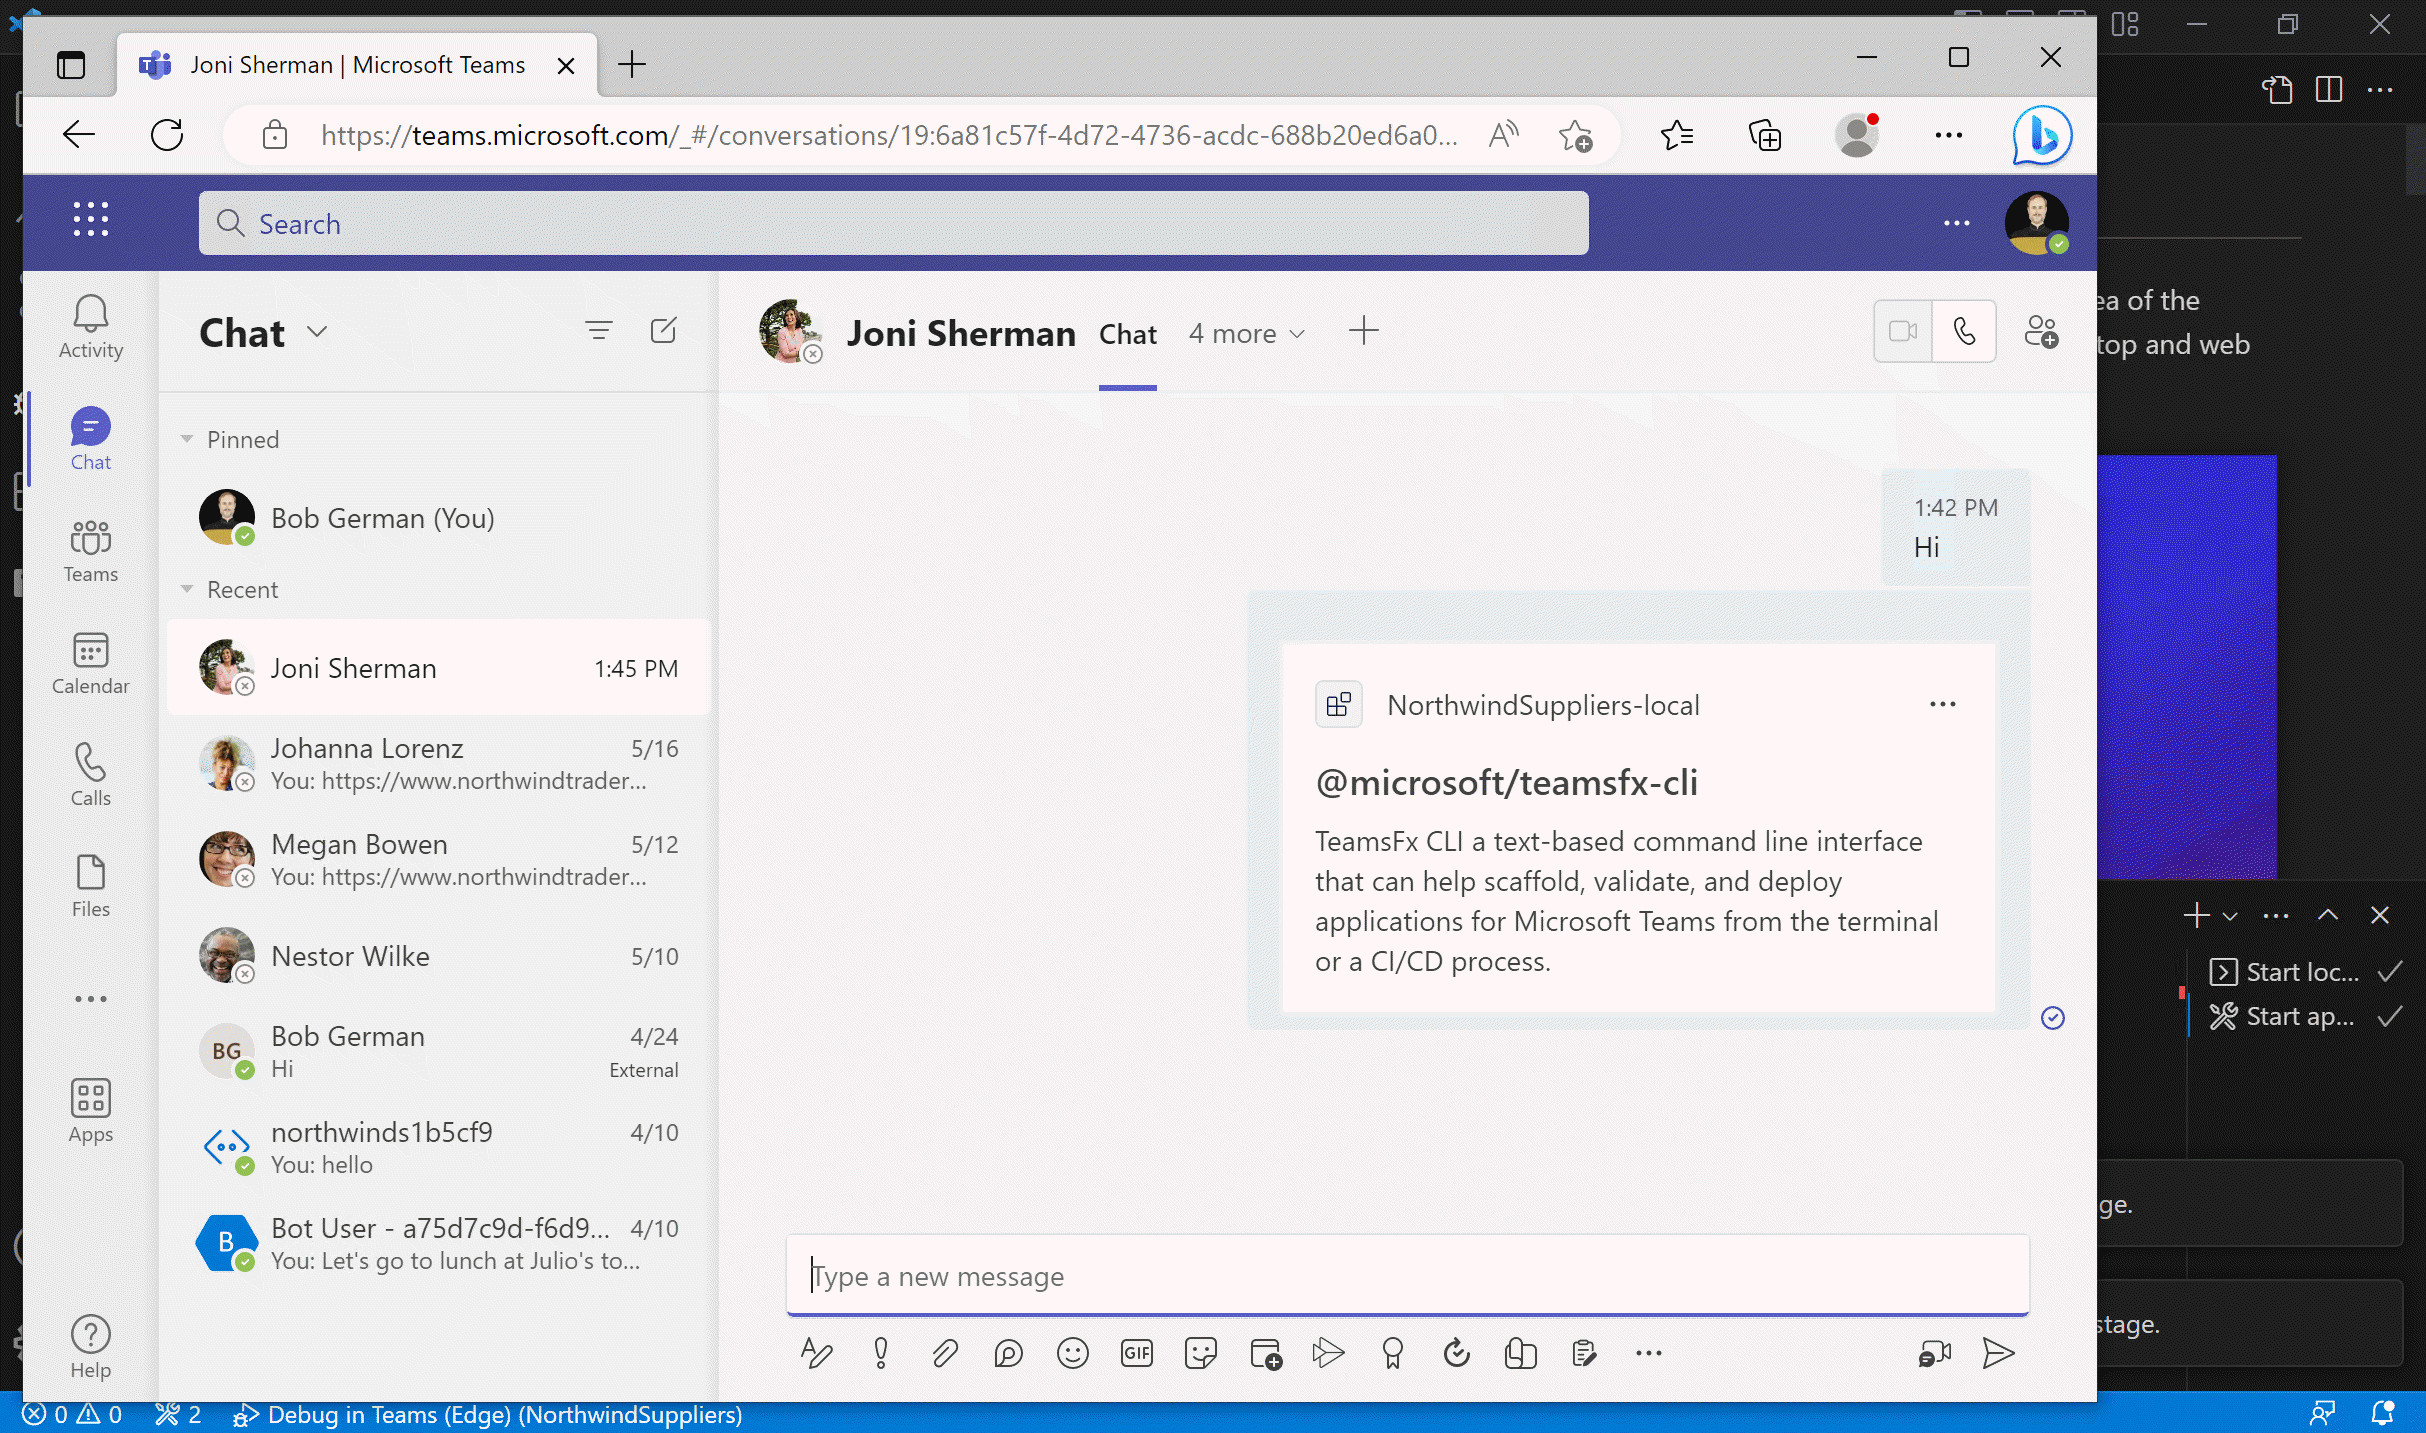 Joni Sherman | Microsoft Teams
https://teams.microsoft.com/_#/conversations/19:6a81c57f-4d72-4736-acdc-688b20ed6a0...
Search
Activity
Chat
Teams
Calendar
Calls
Files
Apps
Help
Chat
Pinned
Bob German (You)
Recent
Joni Sherman 1:45 PM
Johanna Lorenz 5/16
You: https://www.northwindtrader...
Megan Bowen 5/12
You: https://www.northwindtrader...
Nestor Wilke 5/10
BG
Bob German 4/24
Hi External
northwinds1b5cf9 4/10
You: hello
B
Bot User - a75d7c9d-f6d9... 4/10
You: Let's go to lunch at Julio's to...
Joni Sherman Chat 4 more
1:42 PM
Hi
NorthwindSuppliers-local
@microsoft/teamsfx-cli
TeamsFx CLI a text-based command line interface
that can help scaffold, validate, and deploy
applications for Microsoft Teams from the terminal
or a CI/CD process.
Type a new message
GIF
ea of the
top and web
Start loc...
Start ap...
ge.
stage.
0 0 2 Debug in Teams (Edge) (NorthwindSuppliers)